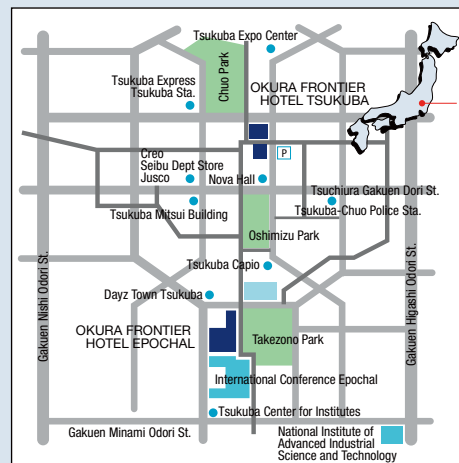 Tsukuba Expo Center
Chuo Park
Tsukuba Express
Tsukuba Sta.
OKURA FRONTIER
HOTEL TSUKUBA
P
Creo
Seibu Dept Store
Jusco
Nova Hall
Tsuchiura Gakuen Dori St.
Tsukuba Mitsui Building
Tsukuba-Chuo Police Sta.
Oshimizu Park
Tsukuba Capio
Dayz Town Tsukuba
Gakuen Nishi Odori St.
Gakuen Higashi Odori St.
OKURA FRONTIER
HOTEL EPOCHAL
Takezono Park
International Conference Epochal
Tsukuba Center for Institutes
Gakuen Minami Odori St.
National Institute of
Advanced Industrial
Science and Technology